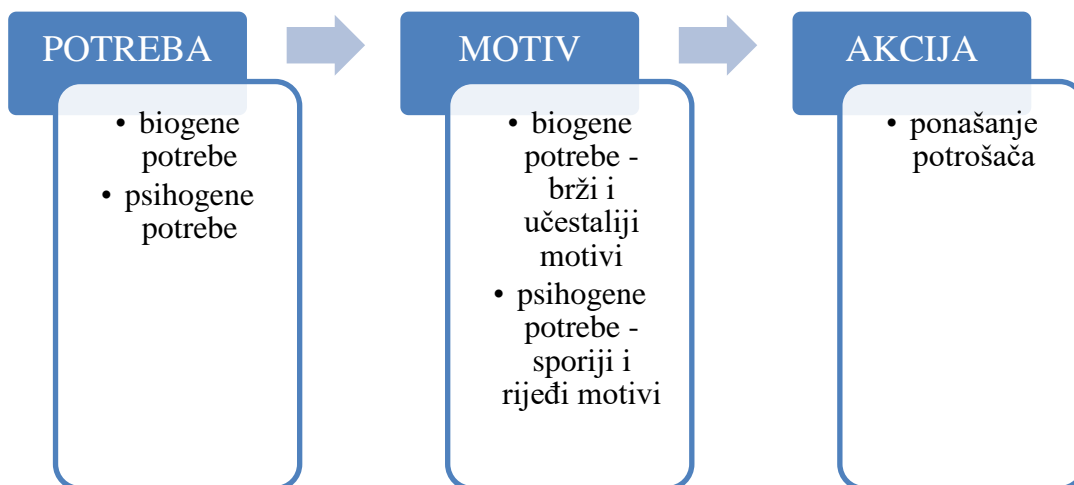 POTREBA
• biogene
potrebe
• psihogene
potrebe
MOTIV
• biogene
potrebe -
brži i
učestaliji
motivi
• psihogene
potrebe -
sporiji i
rijeđi motivi
AKCIJA
• ponašanje
potrošača